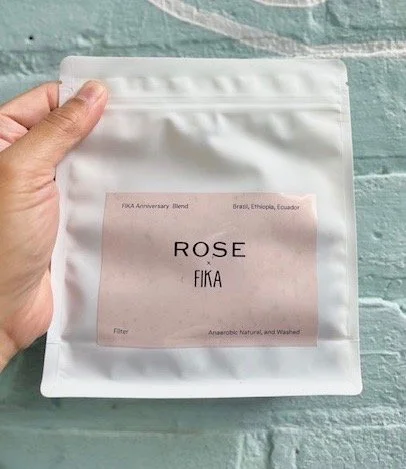 FIKA Anniversary Blend
Brazil, Ethiopia, Ecuador
ROSE
x
FIKA
Filter
Anaerobic Natural, and Washed